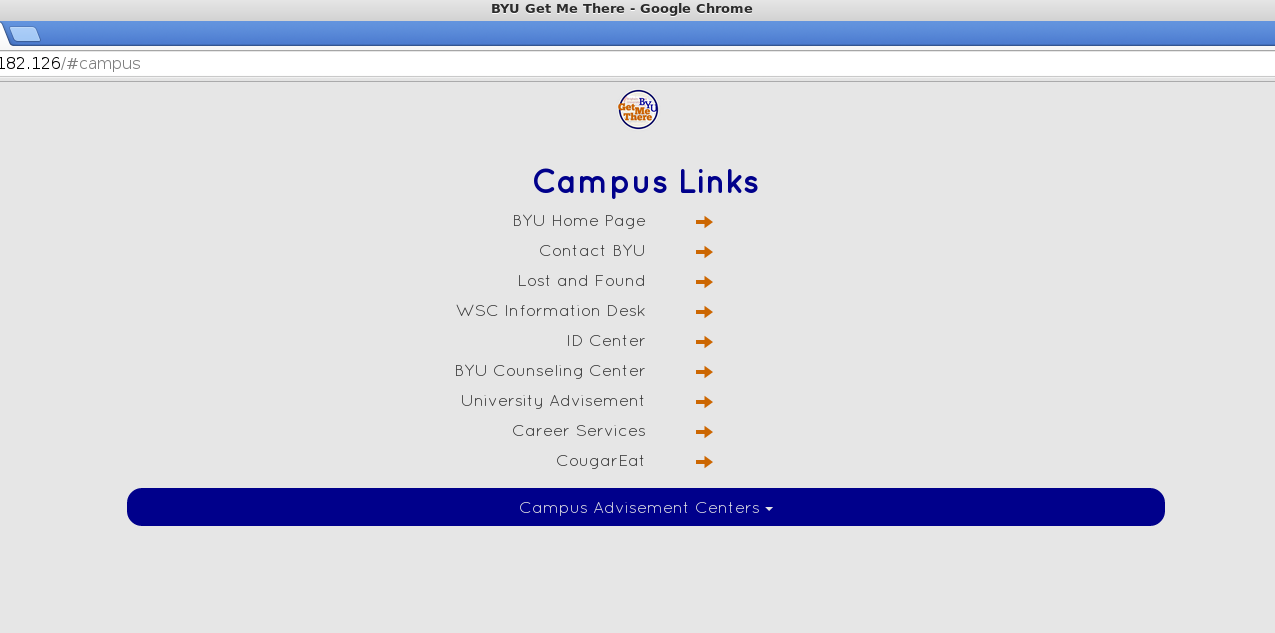 BYU Get Me There - Google Chrome
182.126/#campus
BYU
Get
Me
There
Campus Links
BYU Home Page
Contact BYU
Lost and Found
WSC Information Desk
ID Center
BYU Counseling Center
University Advisement
Career Services
CougarEat
Campus Advisement Centers